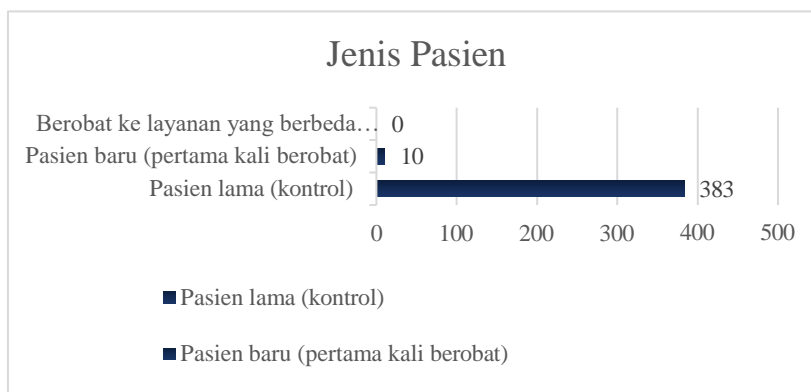 Jenis Pasien
Berobat ke layanan yang berbeda… 0
Pasien baru (pertama kali berobat) 10
Pasien lama (kontrol) 383
0 100 200 300 400 500
Pasien lama (kontrol)
Pasien baru (pertama kali berobat)